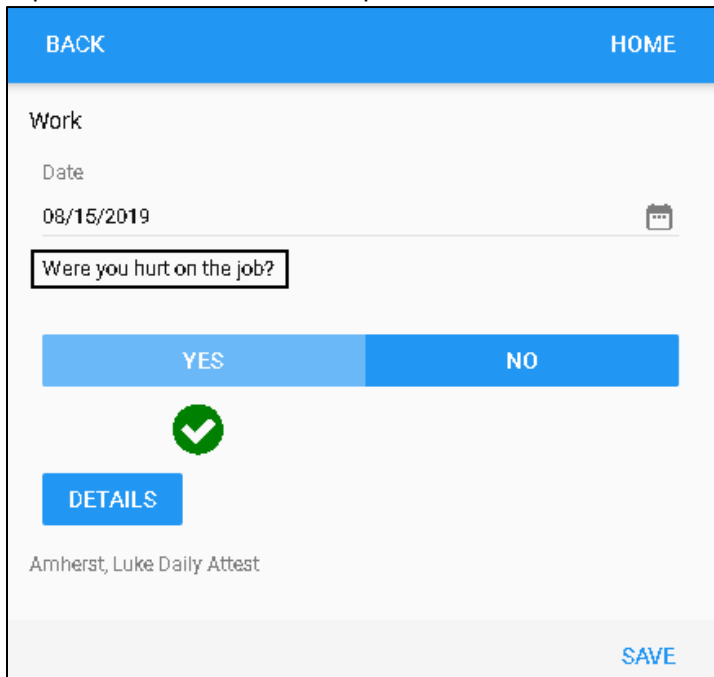 BACK HOME
Work
Date
08/15/2019
Were you hurt on the job?
YES NO
DETAILS
Amherst, Luke Daily Attest
SAVE